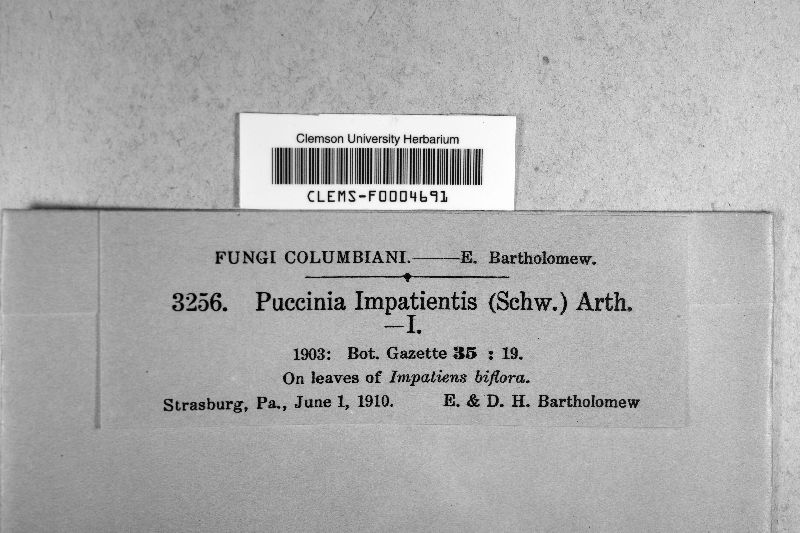 Clemson University Herbarium
CLEMS-F0004691
FUNGI COLUMBIANI.——E. Bartholomew.
3256. Puccinia Impatientis (Schw.) Arth.
—I.
1903: Bot. Gazette 35 : 19.
On leaves of Impatiens biflora.
Strasburg, Pa., June 1, 1910. E. & D. H. Bartholomew